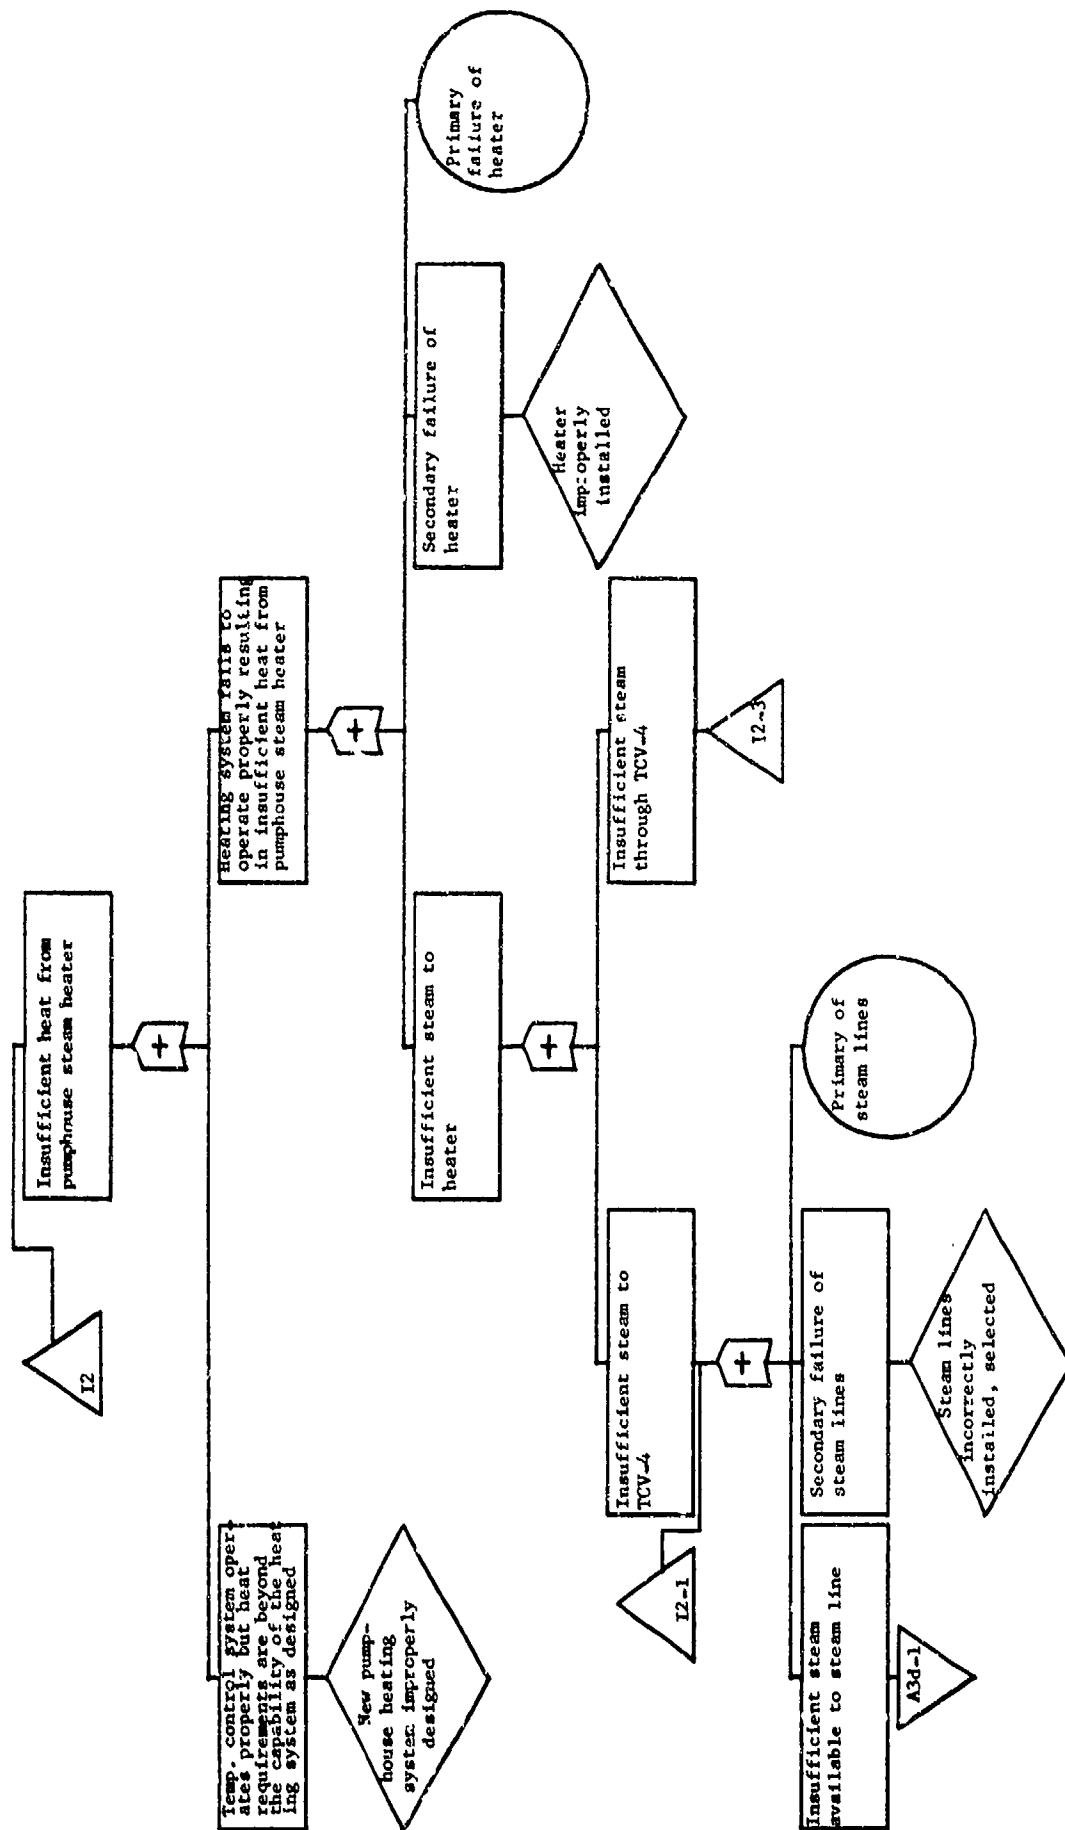 I2
Insufficient heat from
pumphouse steam heater
+
Temp. control system oper-
ates properly but heat
requirements are beyond
the capability of the heat
ing system as designed
New pump-
house heating
system improperly
designed
Heating system fails to
operate properly resulting
in insufficient heat from
pumphouse steam heater
+
Insufficient steam to
heater
+
Secondary failure of
heater
Heater
improperly
installed
Primary
failure of
heater
Insufficient steam to
TCV-4
I2-1
+
Insufficient steam
through TCV-4
I2-3
Insufficient steam
available to steam line
A3d-1
Secondary failure of
steam lines
Steam lines
incorrectly
installed, selected
Primary of
steam lines